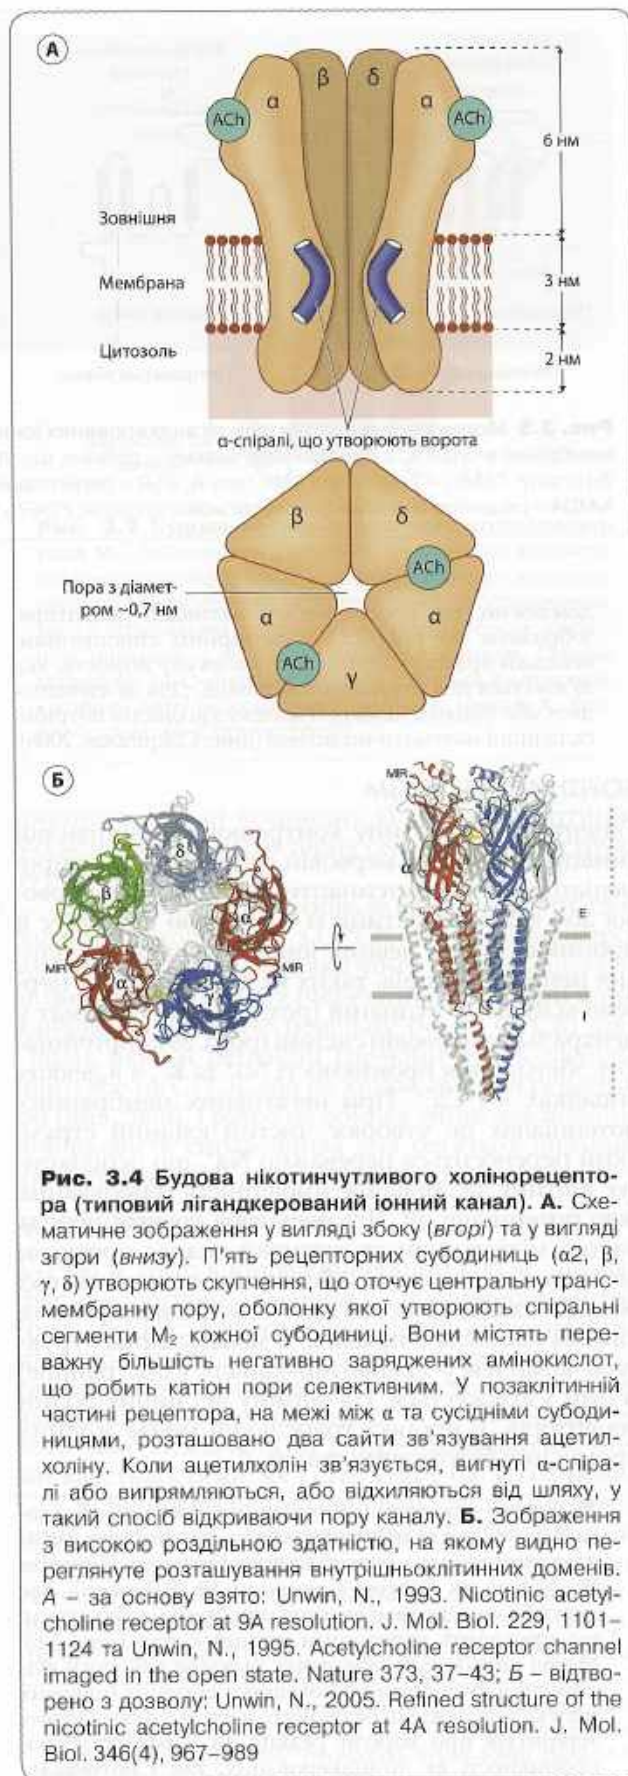 А
β
δ
α
α
ACh
ACh
6 нм
Зовнішня
Мембрана
3 нм
Цитозоль
2 нм
α-спіралі, що утворюють ворота
β
δ
Пора з діамет-
ром ~0,7 нм
ACh
α
α
ACh
γ
Б
MIR
δ
β
α
α
α
MIR
MIR
γ
E
I
Рис. 3.4 Будова нікотинчутливого холінорецепто-
ра (типовий лігандкерований іонний канал). А. Схе-
матичне зображення у вигляді збоку (вгорі) та у вигляді
згори (внизу). П'ять рецепторних субодиниць (α2, β,
γ, δ) утворюють скупчення, що оточує центральну транс-
мембранну пору, оболонку якої утворюють спіральні
сегменти M₂ кожної субодиниці. Вони містять пере-
важну більшість негативно заряджених амінокислот,
що робить катіон пори селективним. У позаклітинній
частині рецептора, на межі між α та сусідніми субоди-
ницями, розташовано два сайти зв'язування ацетил-
холіну. Коли ацетилхолін зв'язується, вигнуті α-спіра-
лі або випрямляються, або відхиляються від шляху, у
такий спосіб відкриваючи пору каналу. Б. Зображення
з високою роздільною здатністю, на якому видно пе-
реглянуте розташування внутрішньоклітинних доменів.
А – за основу взято: Unwin, N., 1993. Nicotinic acetyl-
choline receptor at 9A resolution. J. Mol. Biol. 229, 1101–
1124 та Unwin, N., 1995. Acetylcholine receptor channel
imaged in the open state. Nature 373, 37–43; Б – відтво-
рено з дозволу: Unwin, N., 2005. Refined structure of the
nicotinic acetylcholine receptor at 4A resolution. J. Mol.
Biol. 346(4), 967–989